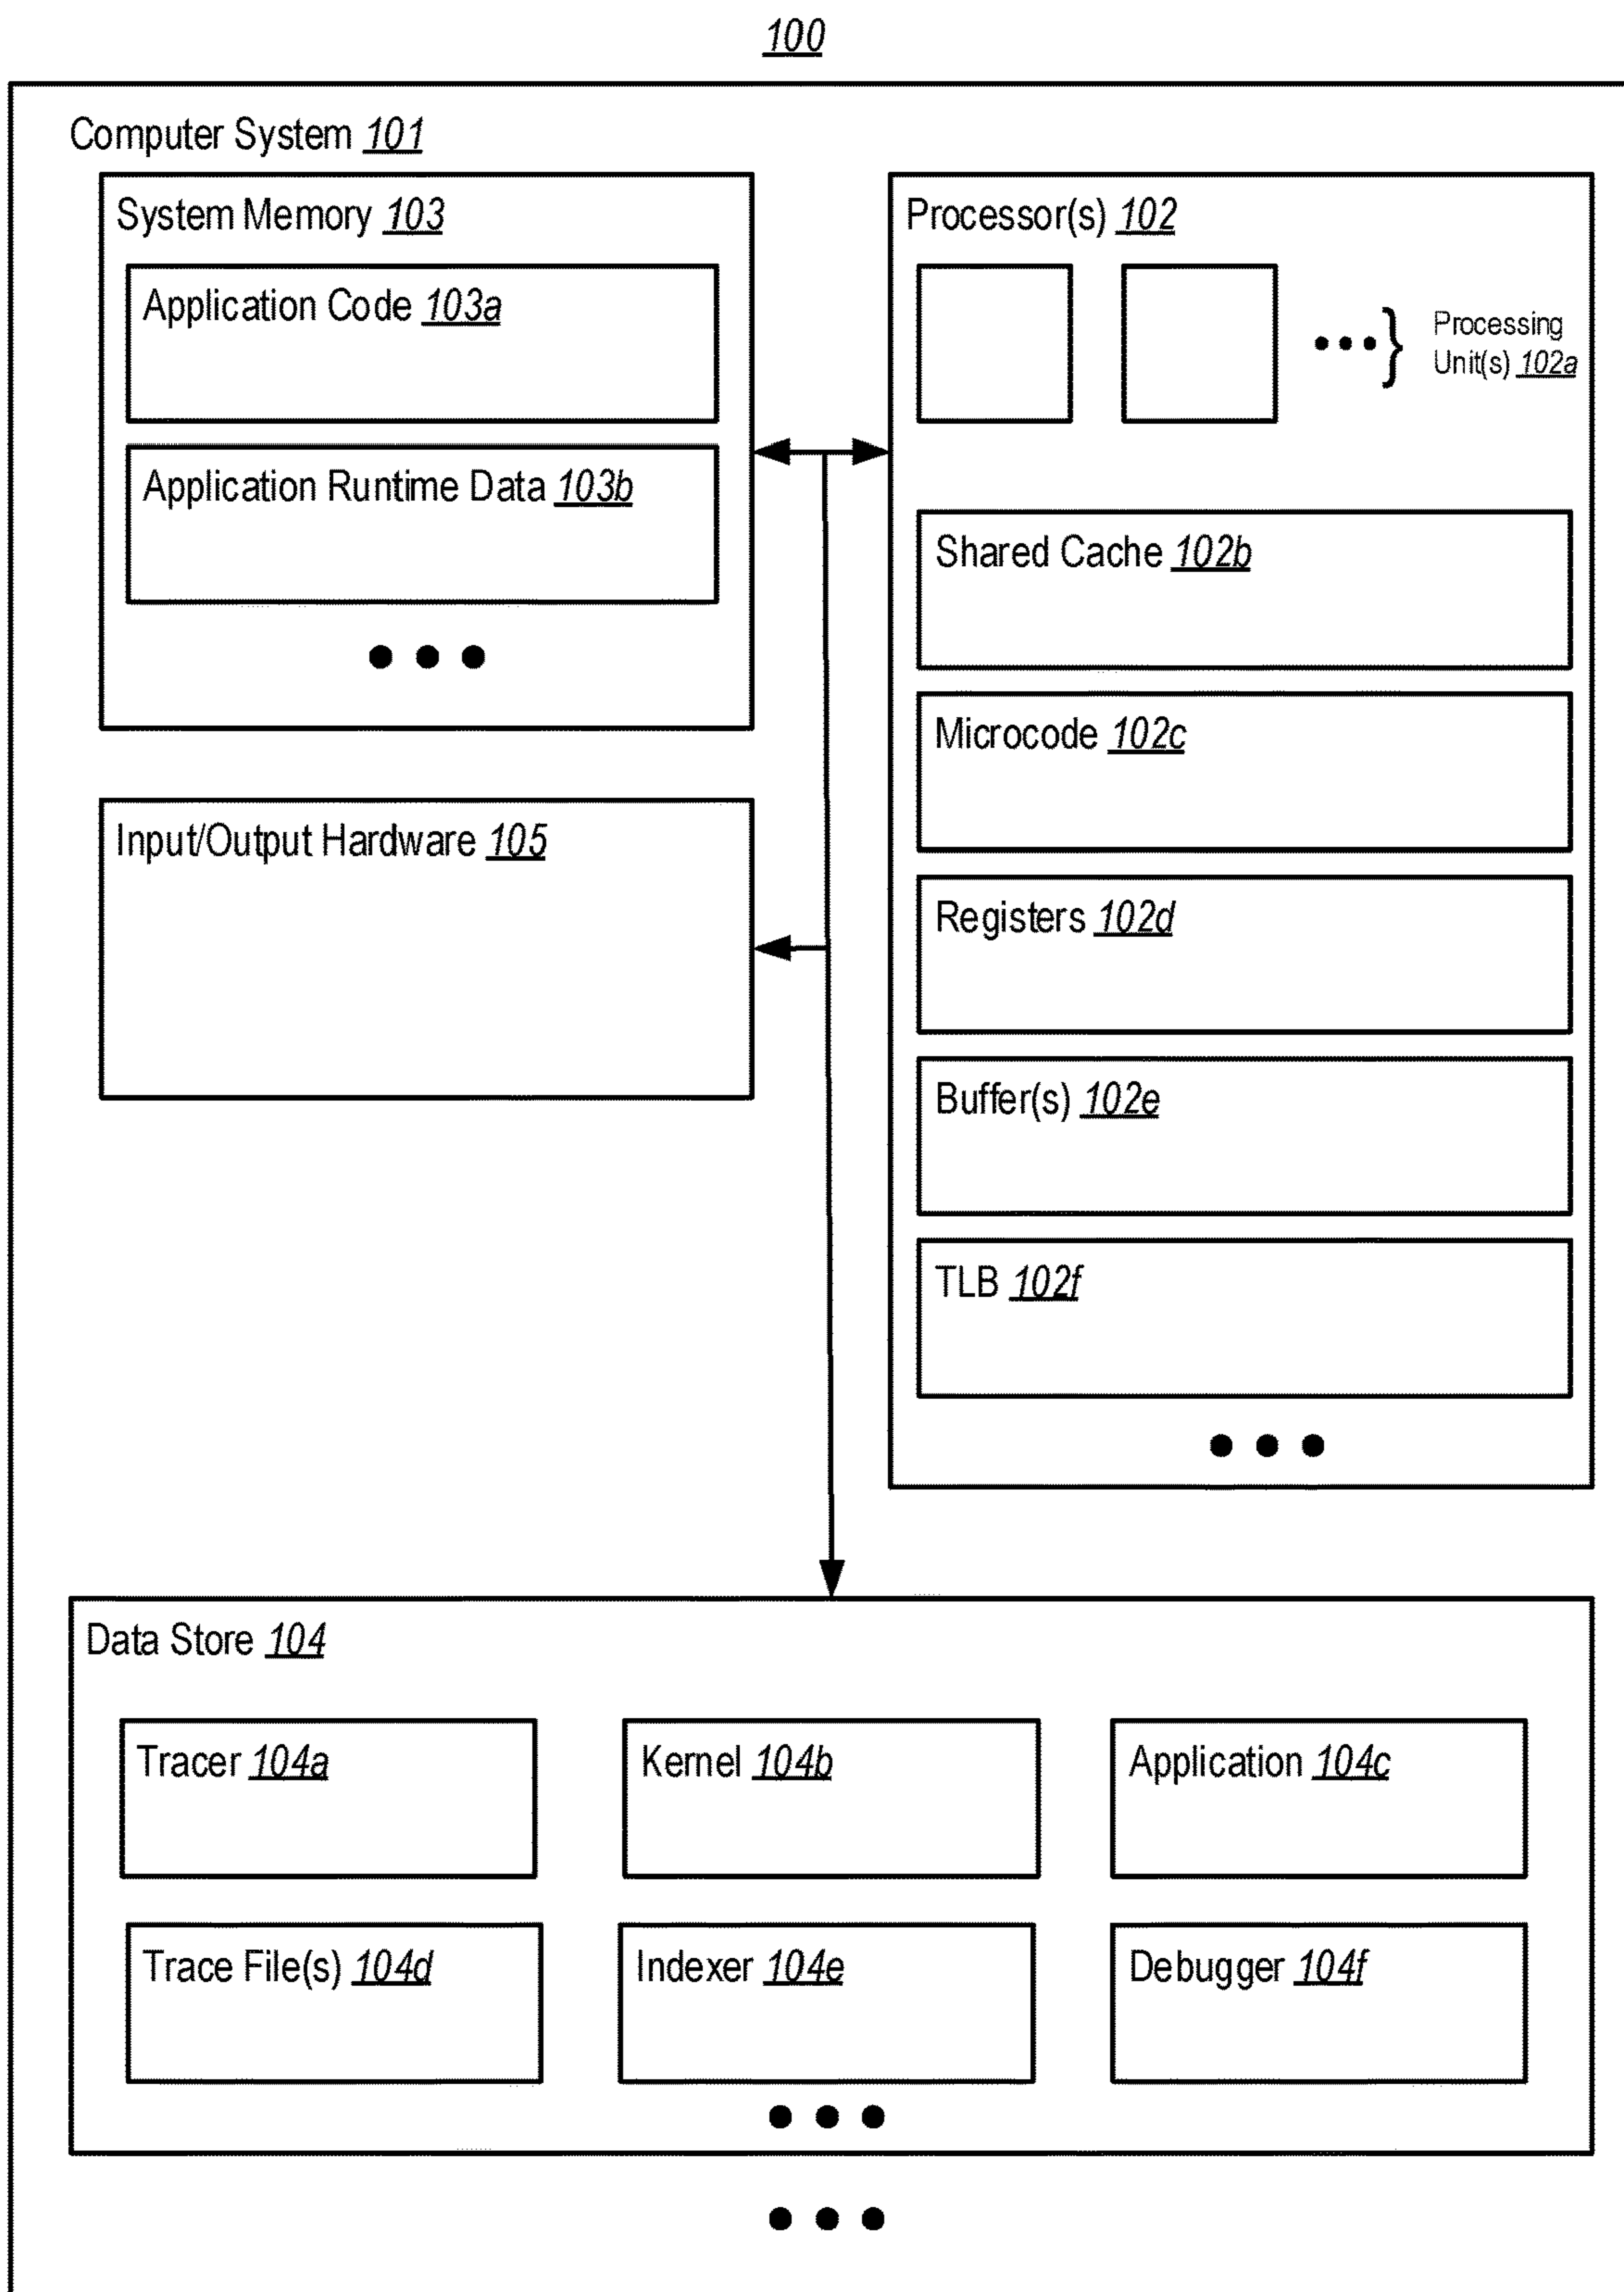 100
Computer System 101
System Memory 103
Application Code 103a
Application Runtime Data 103b
Input/Output Hardware 105
Processor(s) 102
Processing
Unit(s) 102a
Shared Cache 102b
Microcode 102c
Registers 102d
Buffer(s) 102e
TLB 102f
Data Store 104
Tracer 104a
Kernel 104b
Application 104c
Trace File(s) 104d
Indexer 104e
Debugger 104f